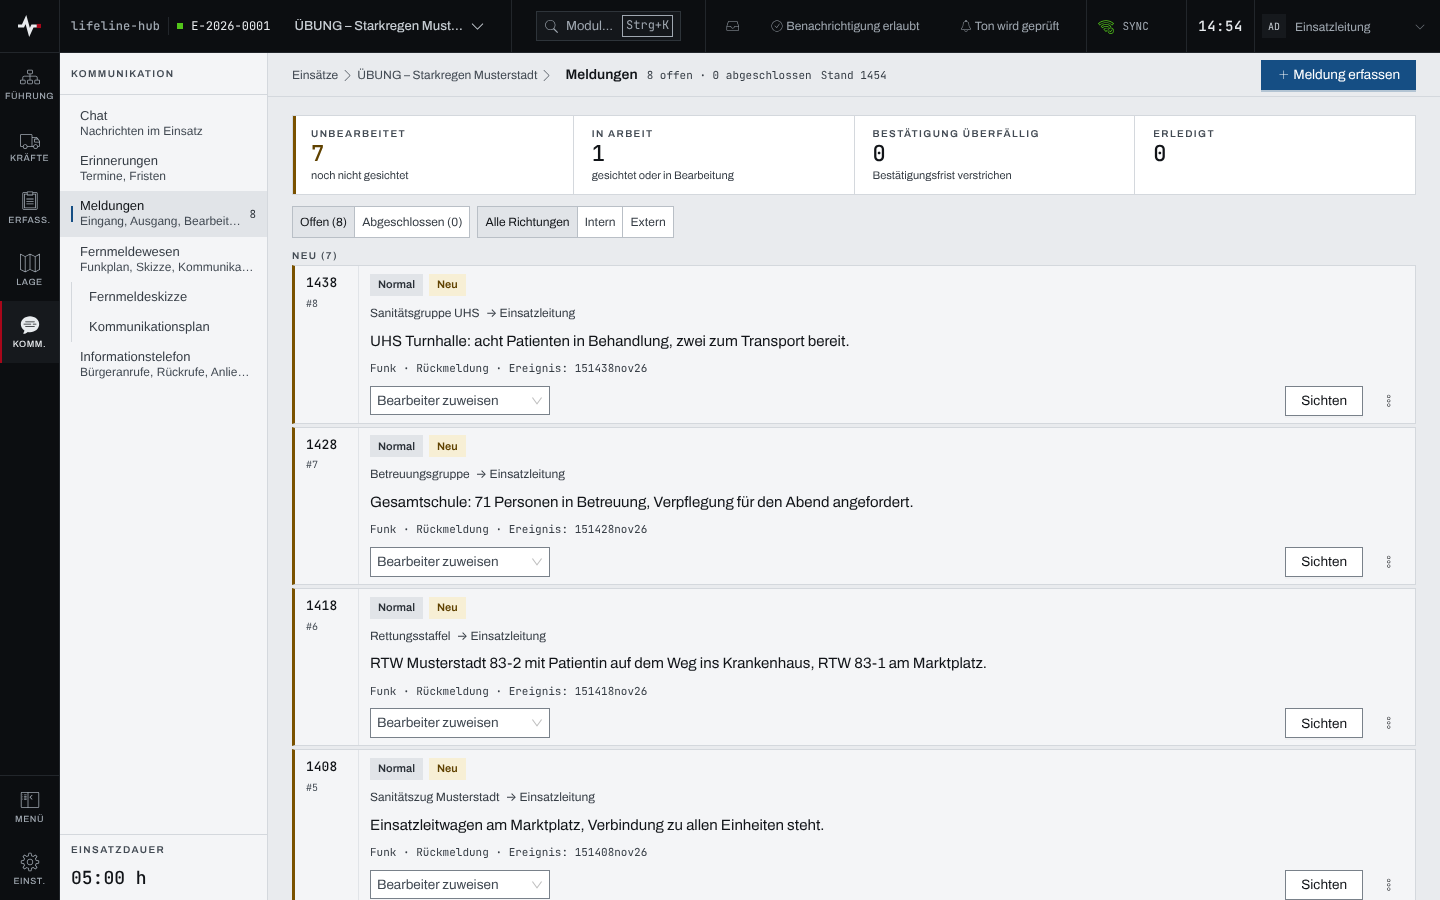 lifeline-hub
E-2026-0001
ÜBUNG – Starkregen Must...
Modul...
Strg+K
Benachrichtigung erlaubt
Ton wird geprüft
SYNC
14:54
AD
Einsatzleitung
FÜHRUNG
KRÄFTE
ERFASS.
LAGE
KOMM.
MENÜ
EINST.
KOMMUNIKATION
Chat
Nachrichten im Einsatz
Erinnerungen
Termine, Fristen
Meldungen
Eingang, Ausgang, Bearbeit...
8
Fernmeldewesen
Funkplan, Skizze, Kommunika...
Fernmeldeskizze
Kommunikationsplan
Informationstelefon
Bürgeranrufe, Rückrufe, Anlie...
EINSATZDAUER
05:00 h
Einsätze
ÜBUNG – Starkregen Musterstadt
Meldungen
8 offen · 0 abgeschlossen
Stand 1454
+ Meldung erfassen
UNBEARBEITET
7
noch nicht gesichtet
IN ARBEIT
1
gesichtet oder in Bearbeitung
BESTÄTIGUNG ÜBERFÄLLIG
0
Bestätigungsfrist verstrichen
ERLEDIGT
0
Offen (8)
Abgeschlossen (0)
Alle Richtungen
Intern
Extern
NEU (7)
1438
#8
Normal
Neu
Sanitätsgruppe UHS → Einsatzleitung
UHS Turnhalle: acht Patienten in Behandlung, zwei zum Transport bereit.
Funk · Rückmeldung · Ereignis: 151438nov26
Bearbeiter zuweisen
Sichten
1428
#7
Normal
Neu
Betreuungsgruppe → Einsatzleitung
Gesamtschule: 71 Personen in Betreuung, Verpflegung für den Abend angefordert.
Funk · Rückmeldung · Ereignis: 151428nov26
Bearbeiter zuweisen
Sichten
1418
#6
Normal
Neu
Rettungsstaffel → Einsatzleitung
RTW Musterstadt 83-2 mit Patientin auf dem Weg ins Krankenhaus, RTW 83-1 am Marktplatz.
Funk · Rückmeldung · Ereignis: 151418nov26
Bearbeiter zuweisen
Sichten
1408
#5
Normal
Neu
Sanitätszug Musterstadt → Einsatzleitung
Einsatzleitwagen am Marktplatz, Verbindung zu allen Einheiten steht.
Funk · Rückmeldung · Ereignis: 151408nov26
Bearbeiter zuweisen
Sichten